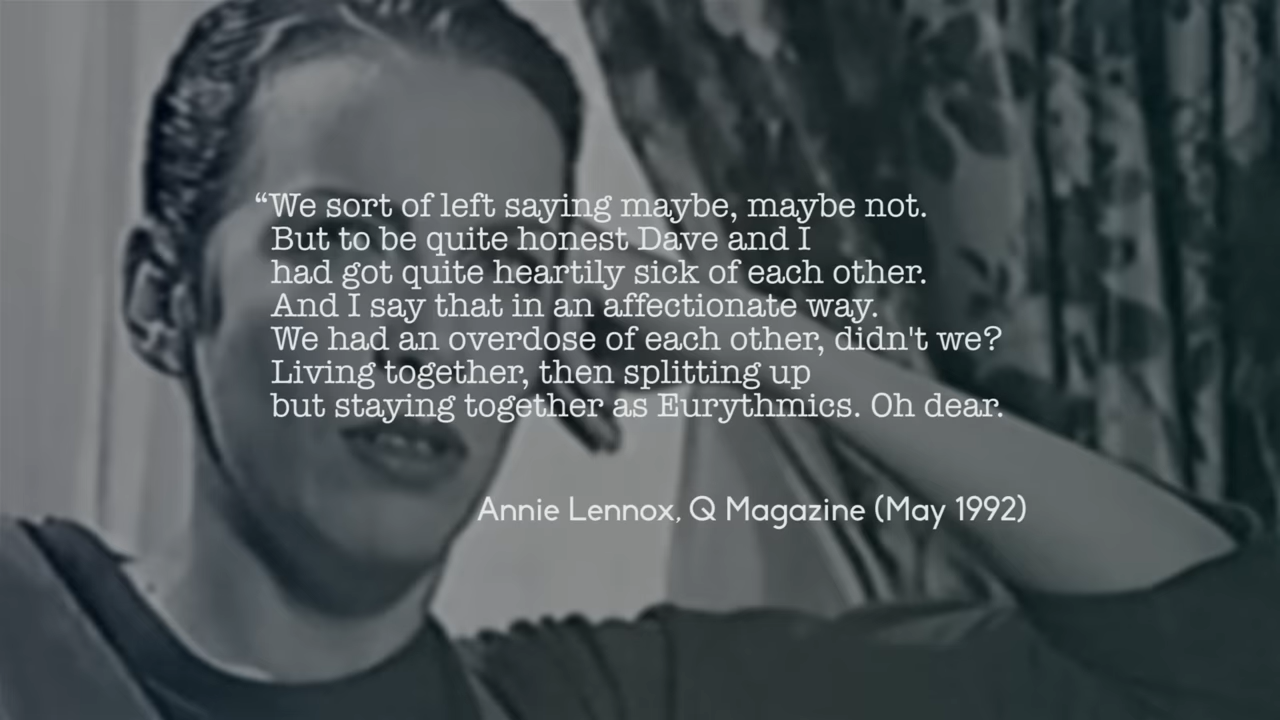 “We sort of left saying maybe, maybe not.
But to be quite honest Dave and I
had got quite heartily sick of each other.
And I say that in an affectionate way.
We had an overdose of each other, didn't we?
Living together, then splitting up
but staying together as Eurythmics. Oh dear.
Annie Lennox, Q Magazine (May 1992)